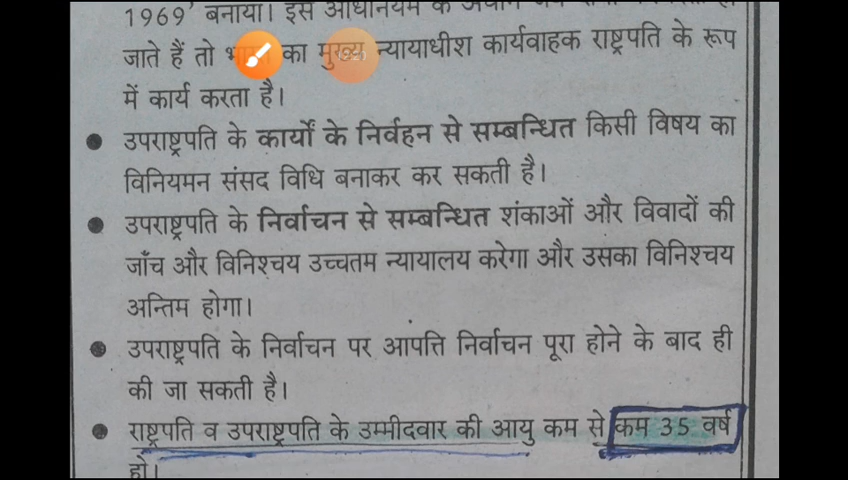 1969' बनाया। इस अधिनियम के
जाते हैं तो का मुख्य न्यायाधीश कार्यवाहक राष्ट्रपति के रूप
में कार्य करता है।
● उपराष्ट्रपति के कार्यों के निर्वहन से सम्बन्धित किसी विषय का
विनियमन संसद विधि बनाकर कर सकती है।
● उपराष्ट्रपति के निर्वाचन से सम्बन्धित शंकाओं और विवादों की
जाँच और विनिश्चय उच्चतम न्यायालय करेगा और उसका विनिश्चय
अन्तिम होगा।
● उपराष्ट्रपति के निर्वाचन पर आपत्ति निर्वाचन पूरा होने के बाद ही
की जा सकती है।
● राष्ट्रपति व उपराष्ट्रपति के उम्मीदवार की आयु कम से कम 35 वर्ष
हो।